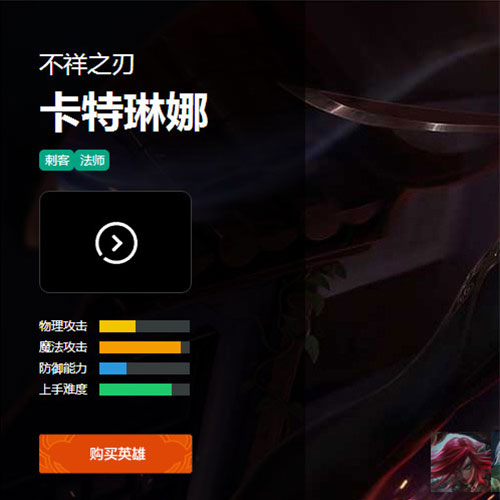 不祥之刃
卡特琳娜
刺客 法师
物理攻击
魔法攻击
防御能力
上手难度
购买英雄